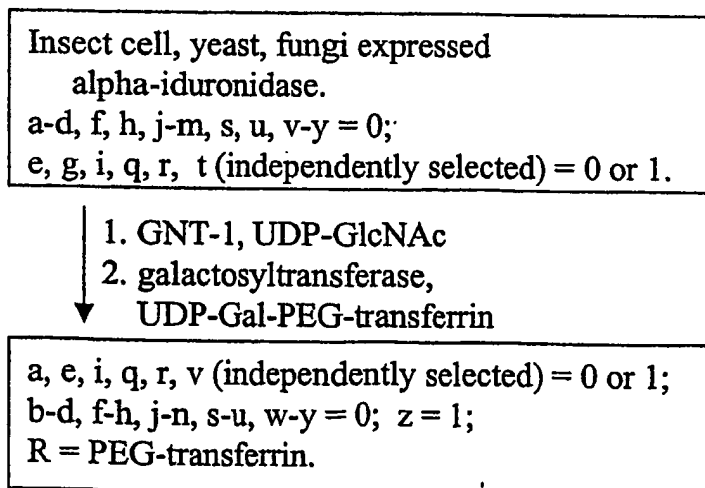 Insect cell, yeast, fungi expressed
alpha-iduronidase.
a-d, f, h, j-m, s, u, v-y = 0;
e, g, i, q, r, t (independently selected) = 0 or 1.
1. GNT-1, UDP-GlcNAc
2. galactosyltransferase,
UDP-Gal-PEG-transferrin
a, e, i, q, r, v (independently selected) = 0 or 1;
b-d, f-h, j-n, s-u, w-y = 0; z = 1;
R = PEG-transferrin.